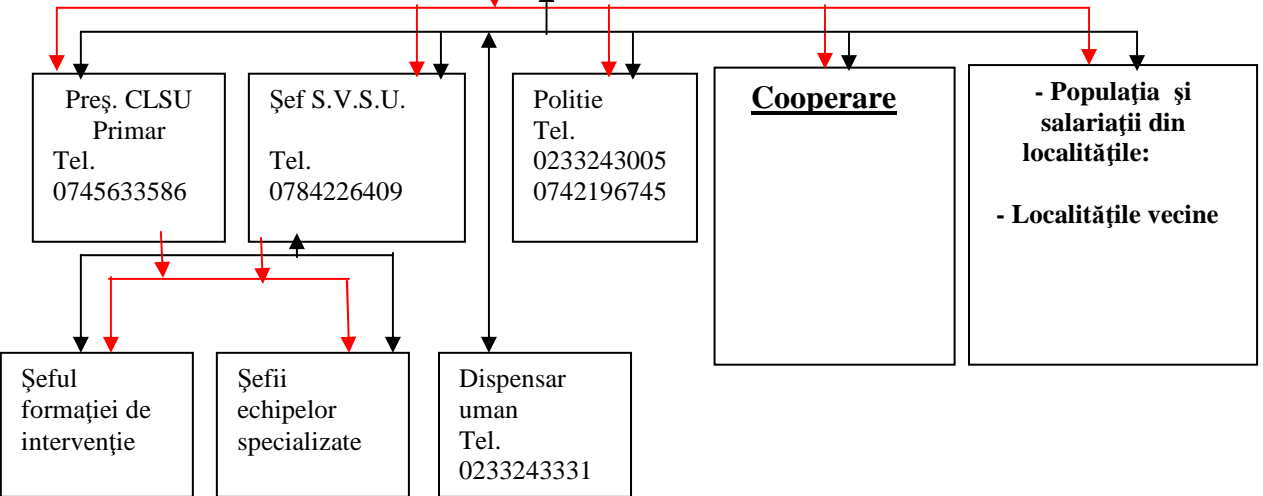 Preş. CLSU
Primar
Tel.
0745633586
Şef S.V.S.U.
Tel.
0784226409
Politie
Tel.
0233243005
0742196745
Cooperare
- Populaţia şi
salariaţii din
localităţile:
- Localităţile vecine
Şeful
formaţiei de
intervenţie
Şefii
echipelor
specializate
Dispensar
uman
Tel.
0233243331